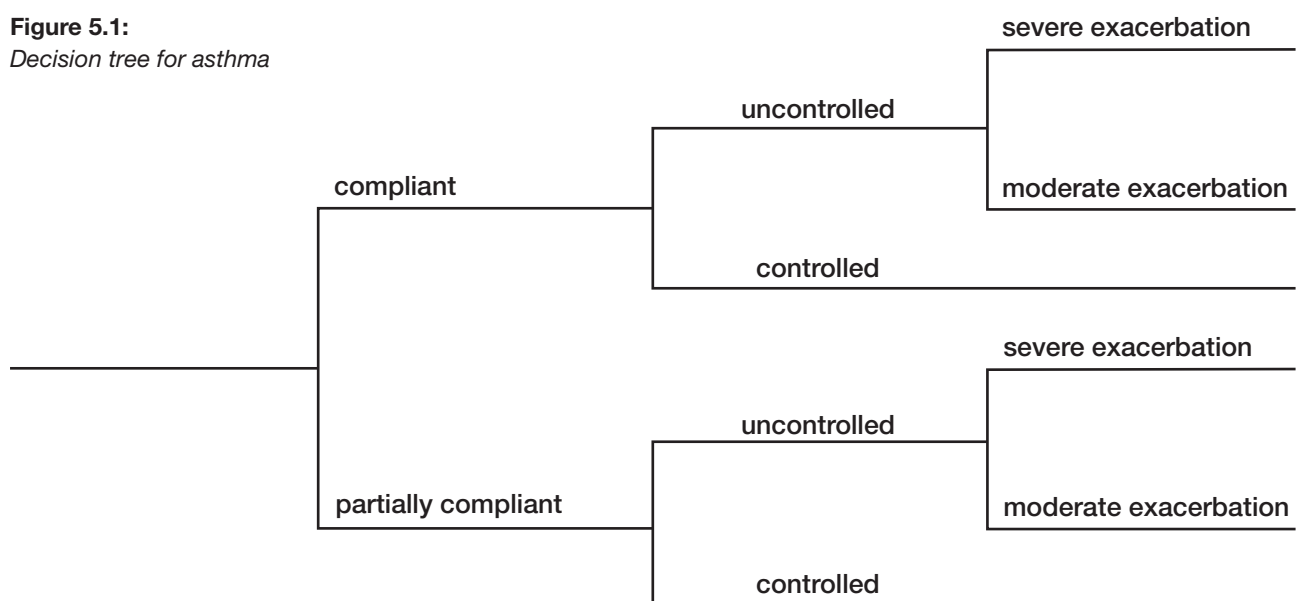 Figure 5.1:
Decision tree for asthma
severe exacerbation
uncontrolled
compliant
moderate exacerbation
controlled
severe exacerbation
uncontrolled
partially compliant
moderate exacerbation
controlled